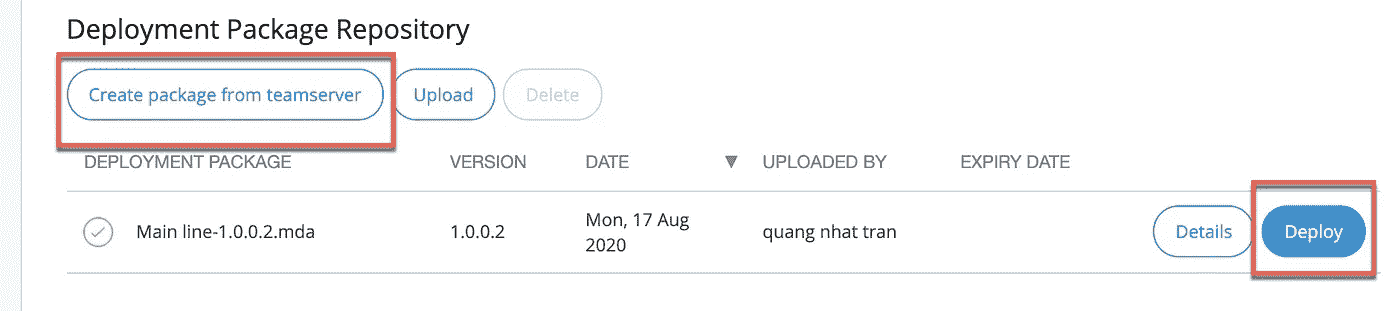 Deployment Package Repository
Create package from teamserver Upload Delete
DEPLOYMENT PACKAGE VERSION DATE ▼ UPLOADED BY EXPIRY DATE
Main line-1.0.0.2.mda 1.0.0.2 Mon, 17 Aug quang nhat tran Details Deploy
2020